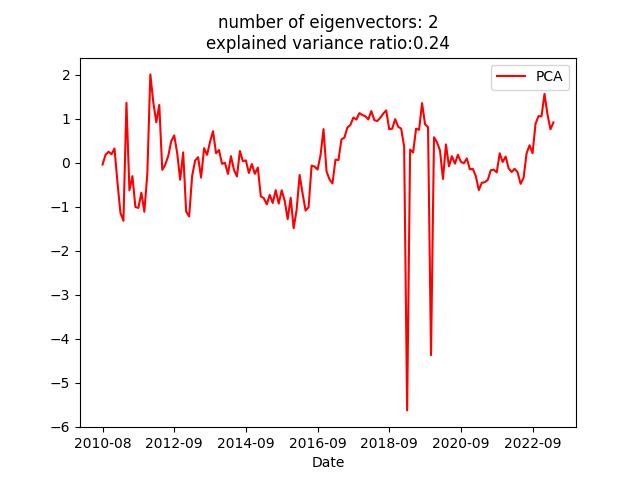 number of eigenvectors: 2
explained variance ratio:0.24
PCA
2
1
0
−1
−2
−3
−4
−5
−6
2010-08 2012-09 2014-09 2016-09 2018-09 2020-09 2022-09
Date